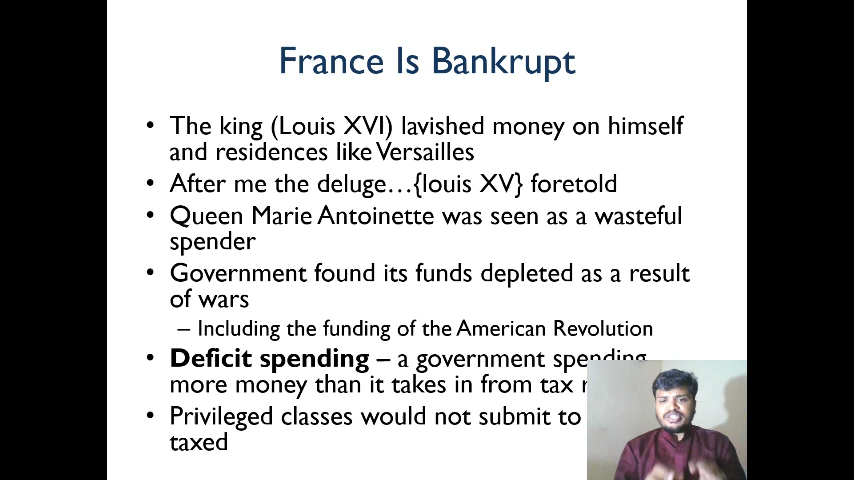 France Is Bankrupt
• The king (Louis XVI) lavished money on himself
and residences like Versailles
• After me the deluge…{louis XV} foretold
• Queen Marie Antoinette was seen as a wasteful
spender
• Government found its funds depleted as a result
of wars
– Including the funding of the American Revolution
• Deficit spending – a government spending
more money than it takes in from tax
• Privileged classes would not submit to
taxed